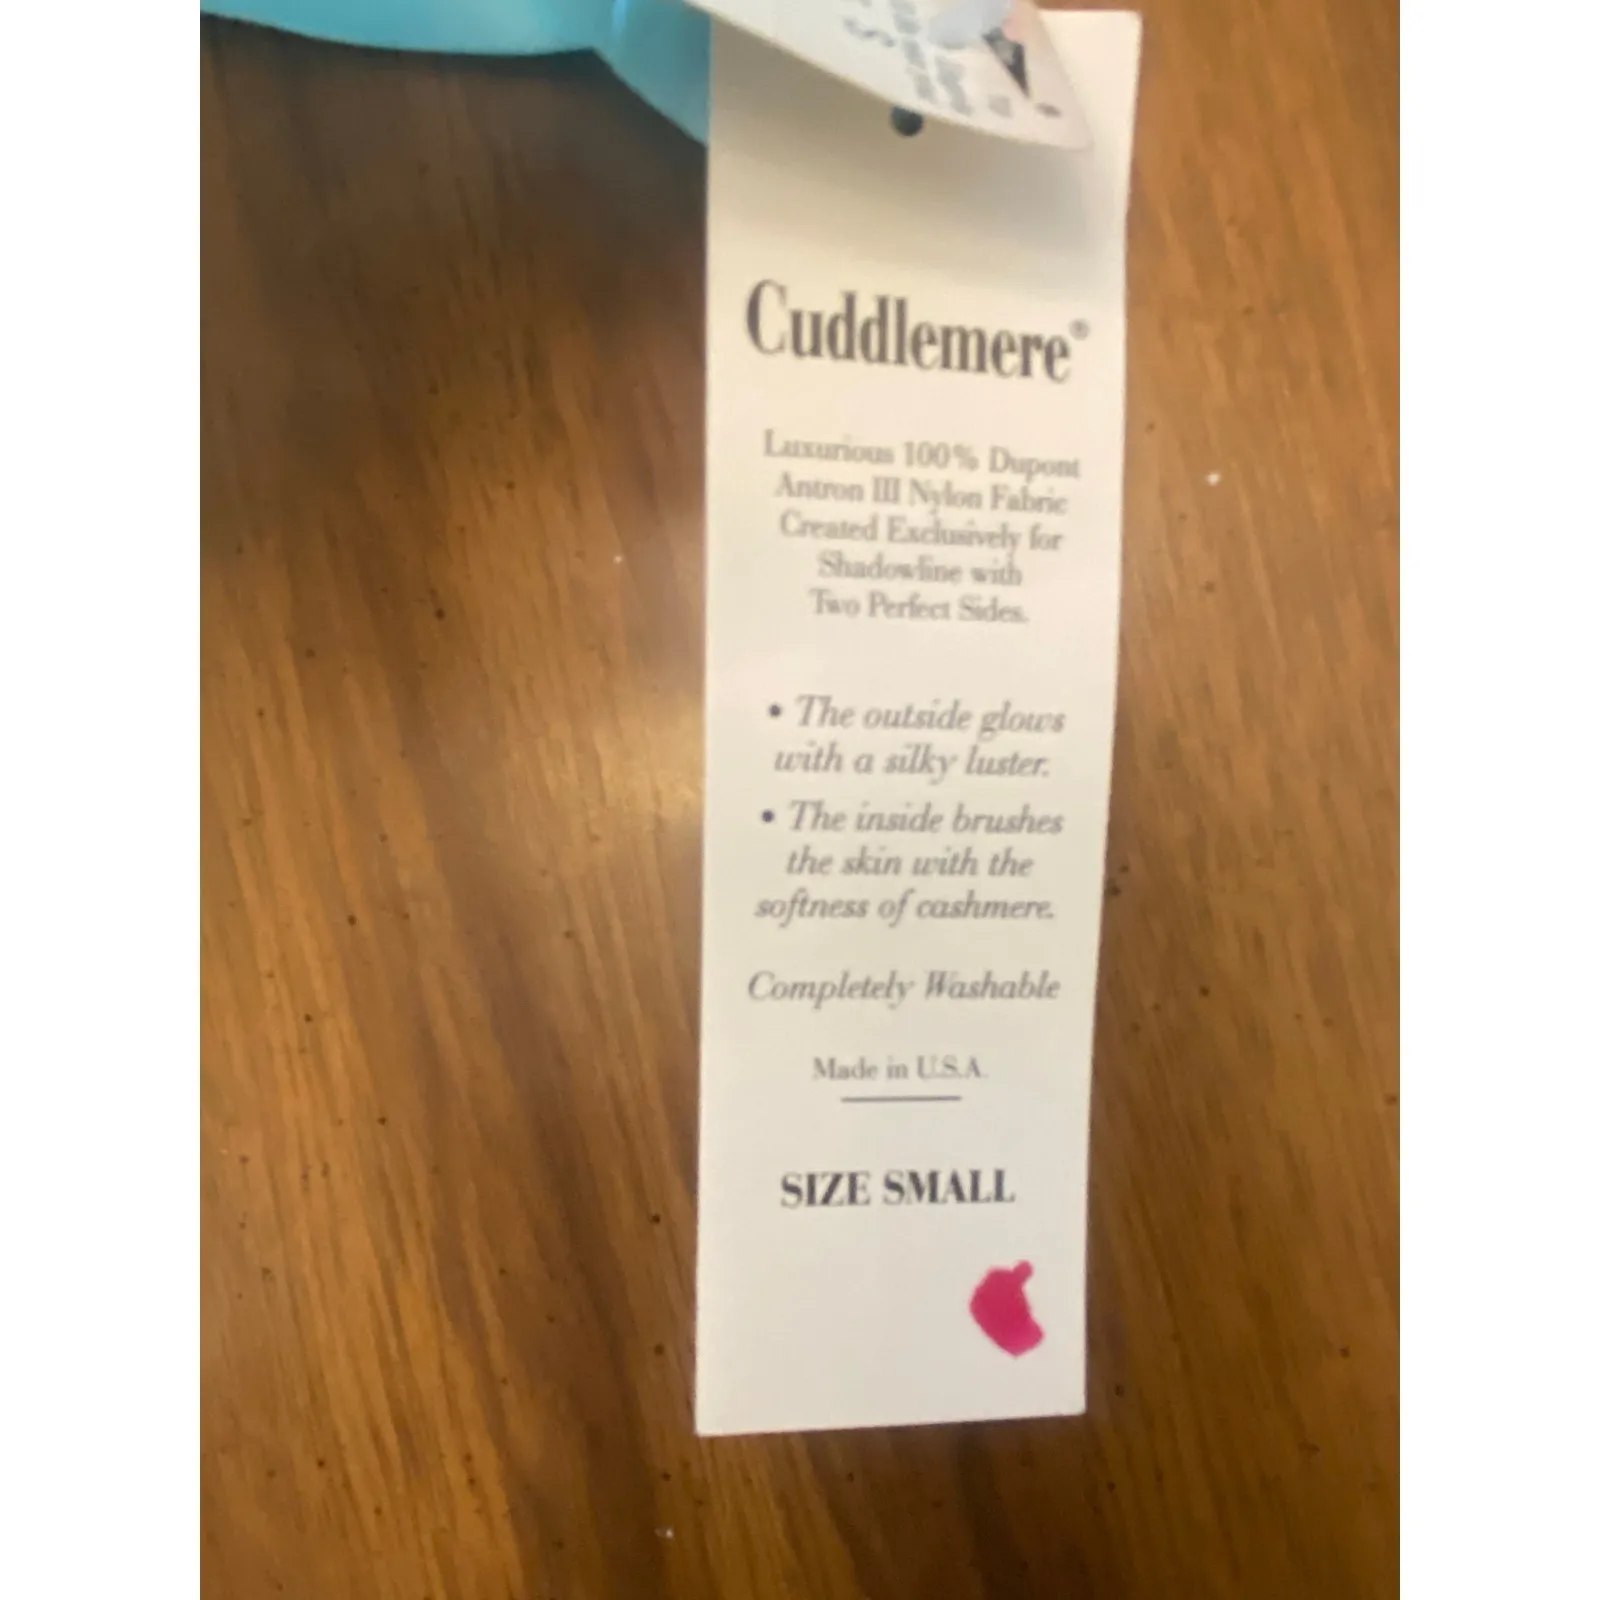 Cuddlemere®
Luxurious 100% Dupont
Antron III Nylon Fabric
Created Exclusively for
Shadowline with
Two Perfect Sides.
• The outside glows
with a silky luster.
• The inside brushes
the skin with the
softness of cashmere.
Completely Washable
Made in U.S.A.
SIZE SMALL